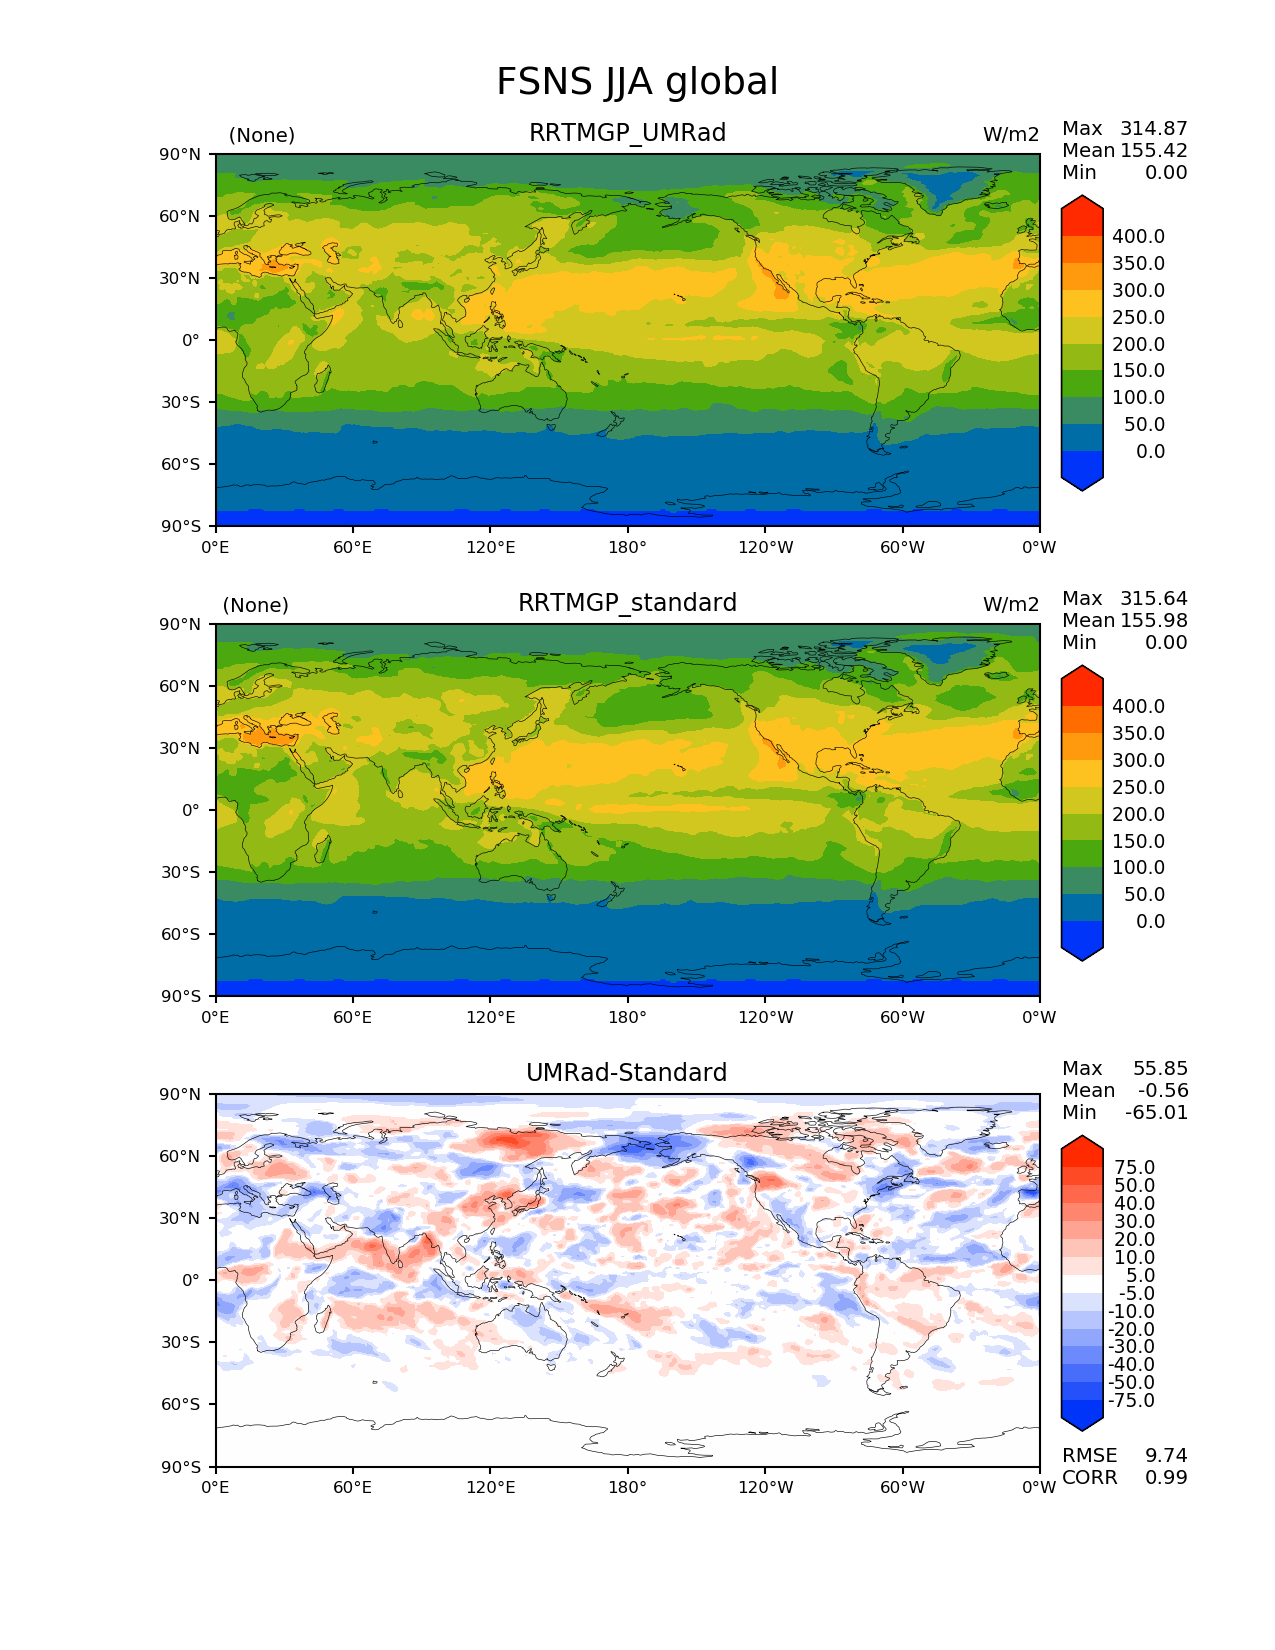 FSNS JJA global
(None) RRTMGP_UMRad W/m2
Max 314.87
Mean 155.42
Min 0.00
90°N
60°N
30°N
0°
30°S
60°S
90°S
0°E 60°E 120°E 180° 120°W 60°W 0°W
400.0
350.0
300.0
250.0
200.0
150.0
100.0
50.0
0.0
(None) RRTMGP_standard W/m2
Max 315.64
Mean 155.98
Min 0.00
90°N
60°N
30°N
0°
30°S
60°S
90°S
0°E 60°E 120°E 180° 120°W 60°W 0°W
400.0
350.0
300.0
250.0
200.0
150.0
100.0
50.0
0.0
UMRad-Standard
Max 55.85
Mean -0.56
Min -65.01
90°N
60°N
30°N
0°
30°S
60°S
90°S
0°E 60°E 120°E 180° 120°W 60°W 0°W
75.0
50.0
40.0
30.0
20.0
10.0
5.0
-5.0
-10.0
-20.0
-30.0
-40.0
-50.0
-75.0
RMSE 9.74
CORR 0.99